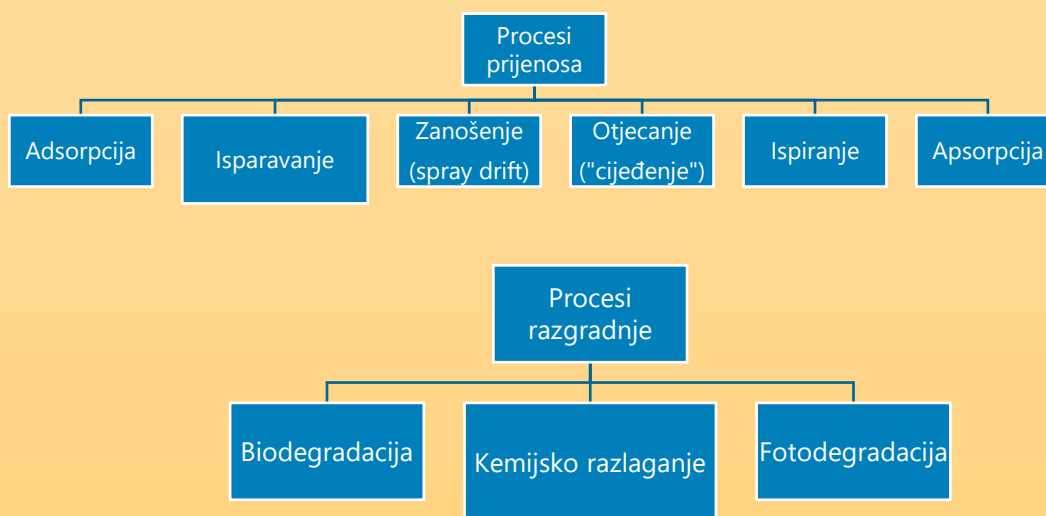 Procesi
prijenosa
Adsorpcija
Isparavanje
Zanošenje
(spray drift)
Otjecanje
("cijeđenje")
Ispiranje
Apsorpcija
Procesi
razgradnje
Biodegradacija
Kemijsko razlaganje
Fotodegradacija